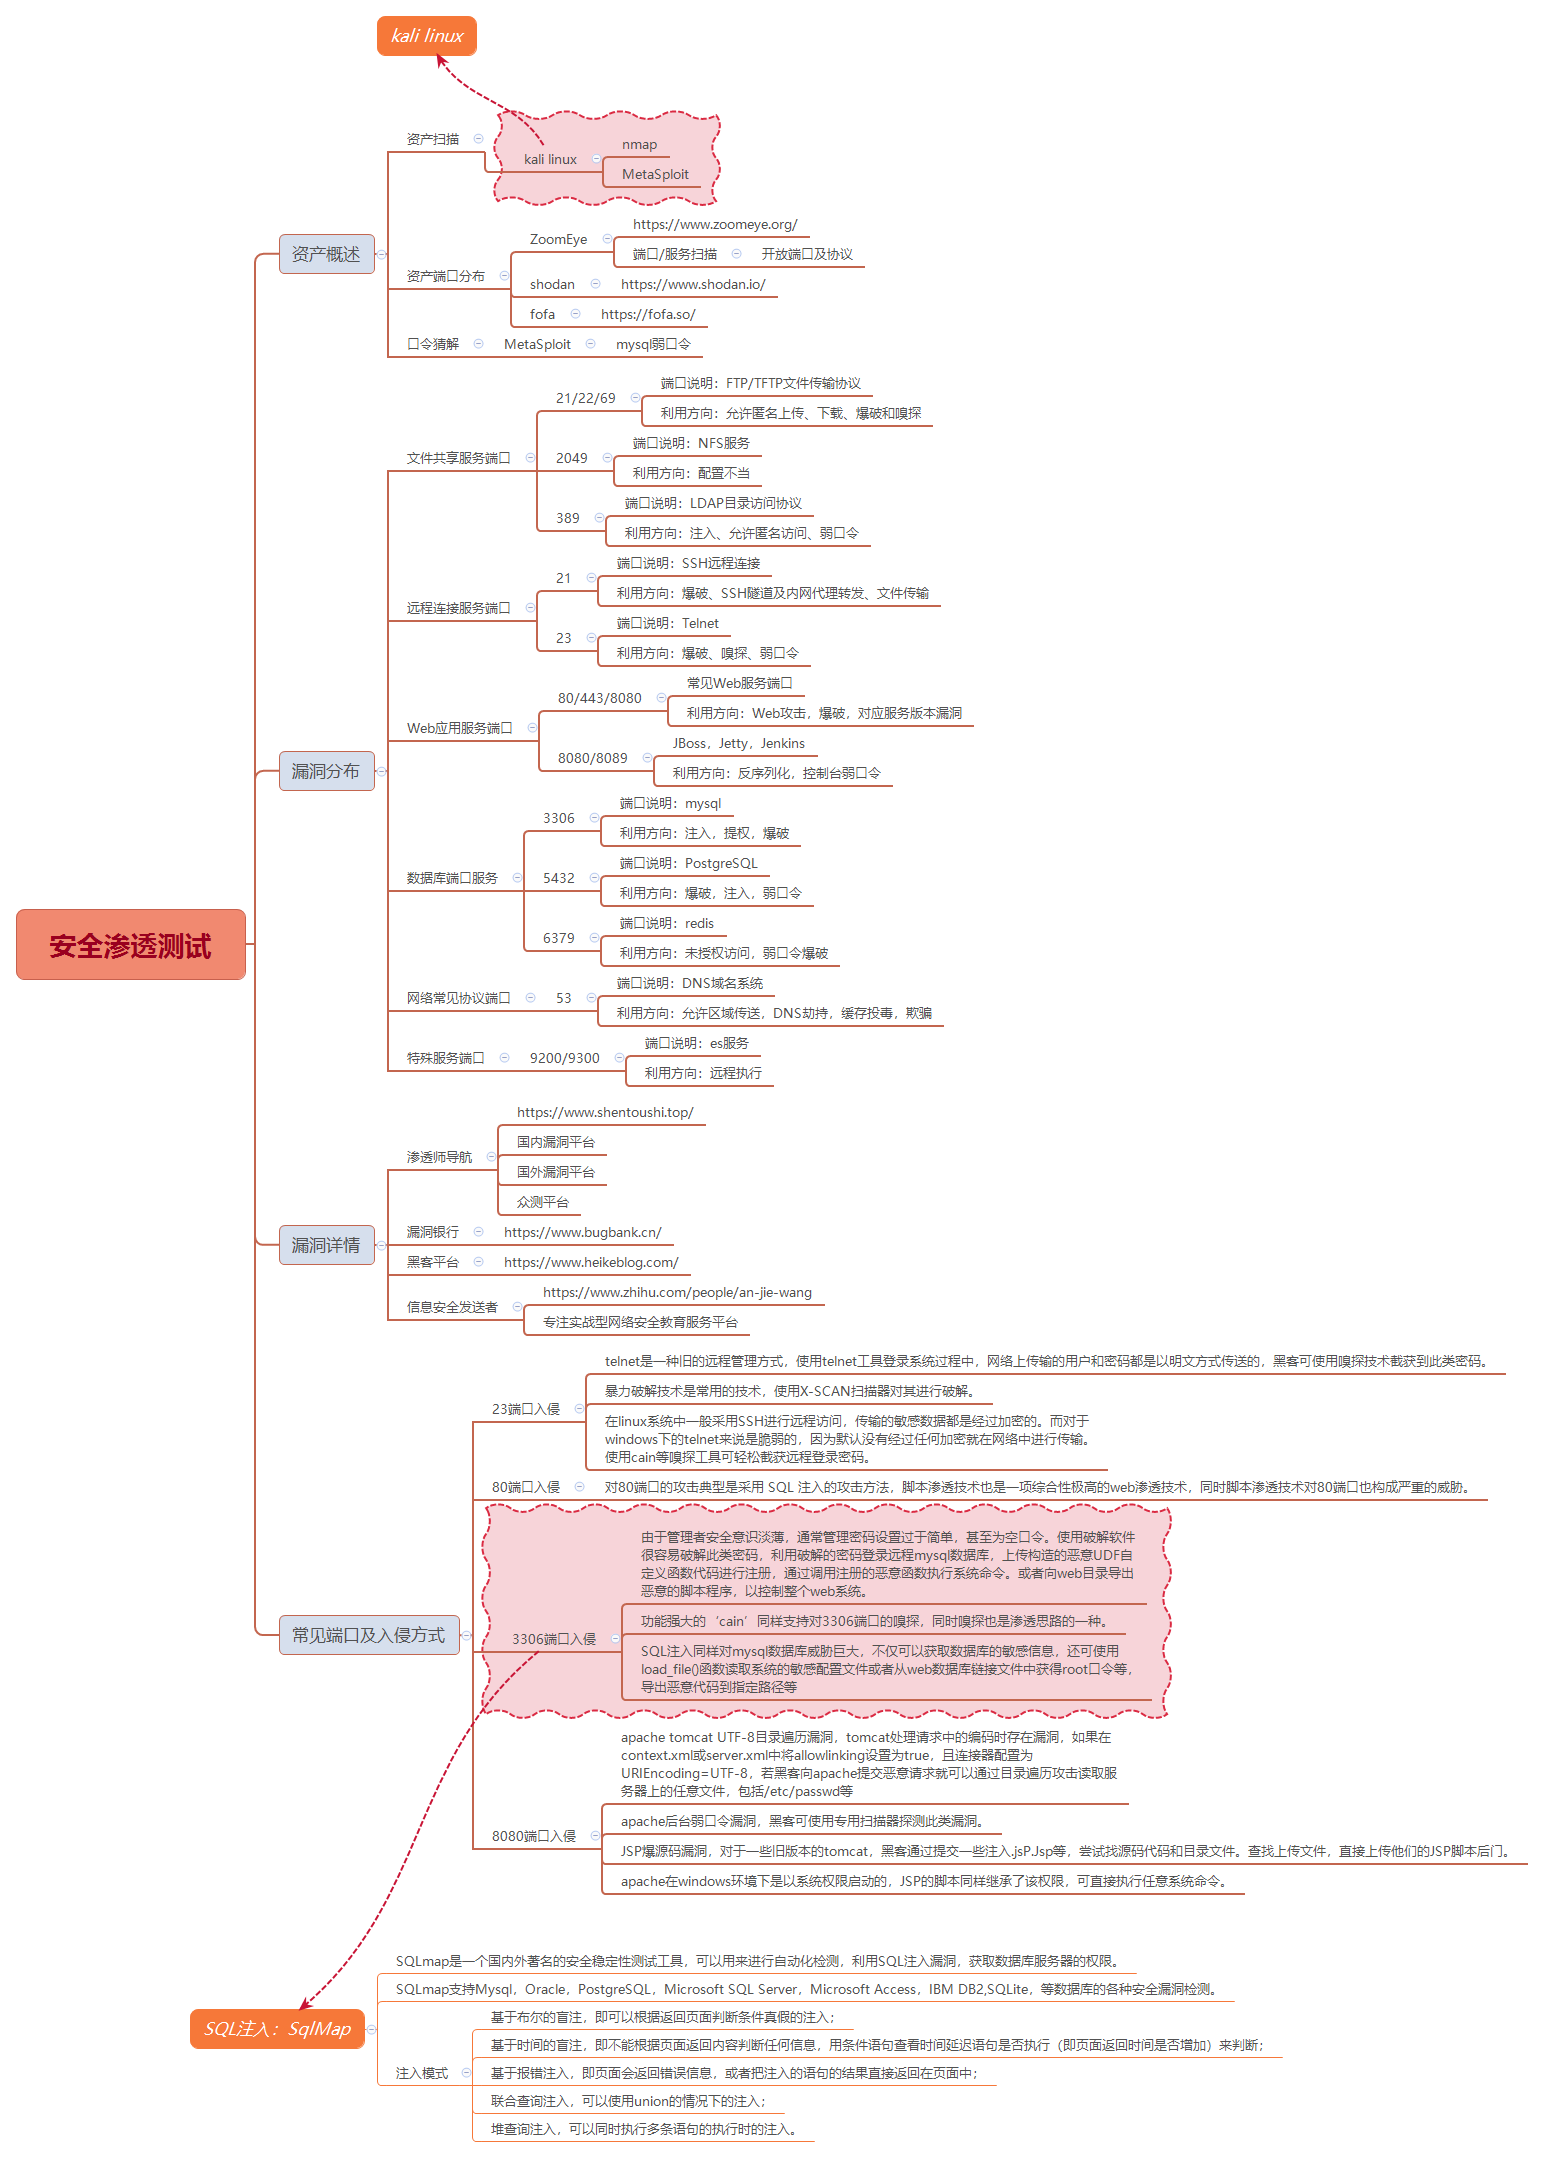 kali linux
资产扫描
kali linux
nmap
MetaSploit
资产概述
资产端口分布
ZoomEye
https://www.zoomeye.org/
端口/服务扫描
开放端口及协议
shodan
https://www.shodan.io/
fofa
https://fofa.so/
口令猜解
MetaSploit
mysql弱口令
安全渗透测试
漏洞分布
文件共享服务端口
21/22/69
端口说明：FTP/TFTP文件传输协议
利用方向：允许匿名上传、下载、爆破和嗅探
2049
端口说明：NFS服务
利用方向：配置不当
389
端口说明：LDAP目录访问协议
利用方向：注入、允许匿名访问、弱口令
远程连接服务端口
21
端口说明：SSH远程连接
利用方向：爆破、SSH隧道及内网代理转发、文件传输
23
端口说明：Telnet
利用方向：爆破、嗅探、弱口令
Web应用服务端口
80/443/8080
常见Web服务端口
利用方向：Web攻击，爆破，对应服务版本漏洞
8080/8089
JBoss，Jetty，Jenkins
利用方向：反序列化，控制台弱口令
数据库端口服务
3306
端口说明：mysql
利用方向：注入，提权，爆破
5432
端口说明：PostgreSQL
利用方向：爆破，注入，弱口令
6379
端口说明：redis
利用方向：未授权访问，弱口令爆破
网络常见协议端口
53
端口说明：DNS域名系统
利用方向：允许区域传送，DNS劫持，缓存投毒，欺骗
特殊服务端口
9200/9300
端口说明：es服务
利用方向：远程执行
漏洞详情
渗透师导航
https://www.shentoushi.top/
国内漏洞平台
国外漏洞平台
众测平台
漏洞银行
https://www.bugbank.cn/
黑客平台
https://www.heikeblog.com/
信息安全发送者
https://www.zhihu.com/people/an-jie-wang
专注实战型网络安全教育服务平台
常见端口及入侵方式
23端口入侵
telnet是一种旧的远程管理方式，使用telnet工具登录系统过程中，网络上传输的用户和密码都是以明文方式传送的，黑客可使用嗅探技术截获到此类密码。
暴力破解技术是常用的技术，使用X-SCAN扫描器对其进行破解。
在linux系统中一般采用SSH进行远程访问，传输的敏感数据都是经过加密的。而对于
windows下的telnet来说是脆弱的，因为默认没有经过任何加密就在网络中进行传输。
使用cain等嗅探工具可轻松截获远程登录密码。
80端口入侵
对80端口的攻击典型是采用 SQL 注入的攻击方法，脚本渗透技术也是一项综合性极高的web渗透技术，同时脚本渗透技术对80端口也构成严重的威胁。
3306端口入侵
由于管理者安全意识淡薄，通常管理密码设置过于简单，甚至为空口令。使用破解软件
很容易破解此类密码，利用破解的密码登录远程mysql数据库，上传构造的恶意UDF自
定义函数代码进行注册，通过调用注册的恶意函数执行系统命令。或者向web目录导出
恶意的脚本程序，以控制整个web系统。
功能强大的‘cain’同样支持对3306端口的嗅探，同时嗅探也是渗透思路的一种。
SQL注入同样对mysql数据库威胁巨大，不仅可以获取数据库的敏感信息，还可使用
load_file()函数读取系统的敏感配置文件或者从web数据库链接文件中获得root口令等，
导出恶意代码到指定路径等
8080端口入侵
apache tomcat UTF-8目录遍历漏洞，tomcat处理请求中的编码时存在漏洞，如果在
context.xml或server.xml中将allowlinking设置为true，且连接器配置为
URIEncoding=UTF-8，若黑客向apache提交恶意请求就可以通过目录遍历攻击读取服
务器上的任意文件，包括/etc/passwd等
apache后台弱口令漏洞，黑客可使用专用扫描器探测此类漏洞。
JSP爆源码漏洞，对于一些旧版本的tomcat，黑客通过提交一些注入.jsP.Jsp等，尝试找源码代码和目录文件。查找上传文件，直接上传他们的JSP脚本后门。
apache在windows环境下是以系统权限启动的，JSP的脚本同样继承了该权限，可直接执行任意系统命令。
SQL注入：SqlMap
SQLmap是一个国内外著名的安全稳定性测试工具，可以用来进行自动化检测，利用SQL注入漏洞，获取数据库服务器的权限。
SQLmap支持Mysql，Oracle，PostgreSQL，Microsoft SQL Server，Microsoft Access，IBM DB2,SQLite，等数据库的各种安全漏洞检测。
注入模式
基于布尔的盲注，即可以根据返回页面判断条件真假的注入；
基于时间的盲注，即不能根据页面返回内容判断任何信息，用条件语句查看时间延迟语句是否执行（即页面返回时间是否增加）来判断；
基于报错注入，即页面会返回错误信息，或者把注入的语句的结果直接返回在页面中；
联合查询注入，可以使用union的情况下的注入；
堆查询注入，可以同时执行多条语句的执行时的注入。